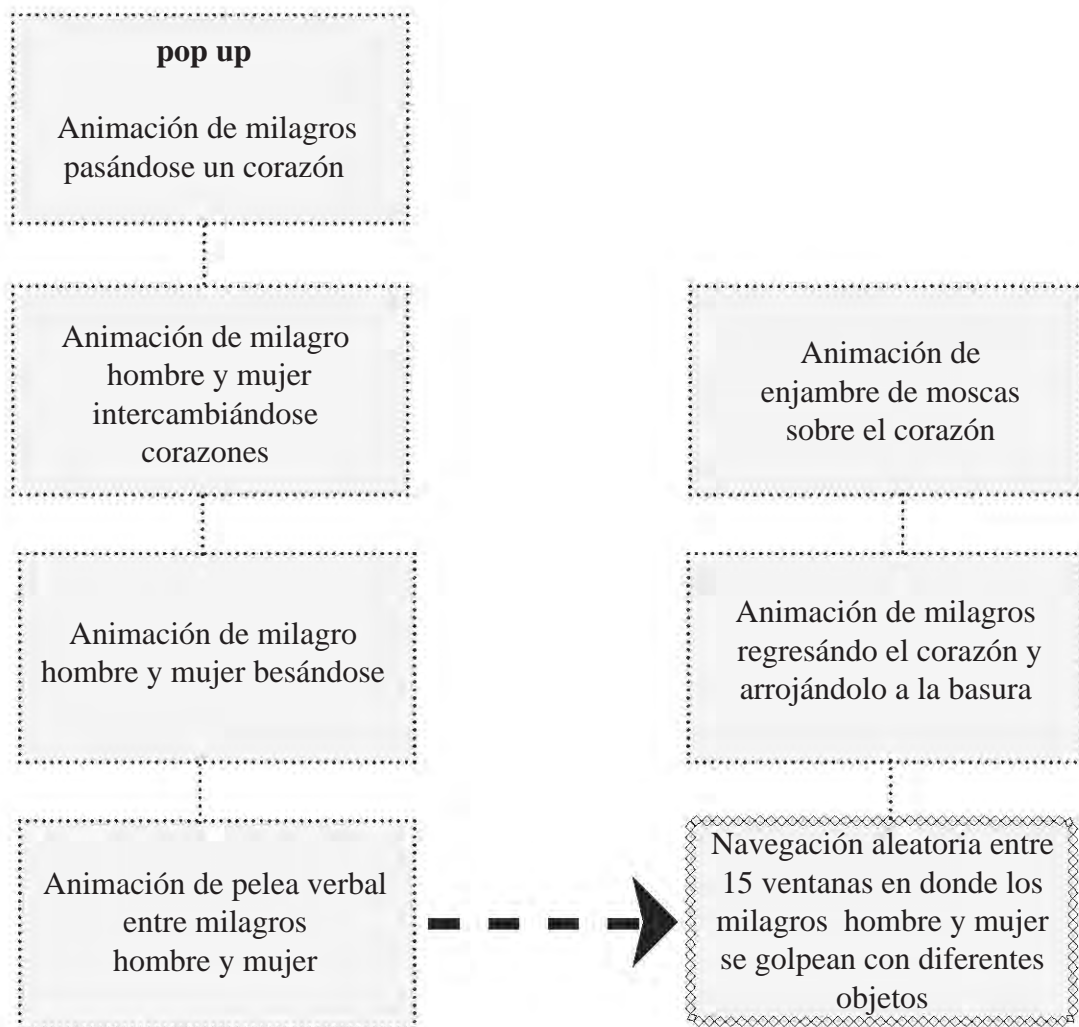 pop up
Animación de milagros
pasándose un corazón
Animación de milagro
hombre y mujer
intercambiándose
corazones
Animación de milagro
hombre y mujer besándose
Animación de pelea verbal
entre milagros
hombre y mujer
Animación de
enjambre de moscas
sobre el corazón
Animación de milagros
regresándo el corazón y
arrojándolo a la basura
Navegación aleatoria entre
15 ventanas en donde los
milagros hombre y mujer
se golpean con diferentes
objetos